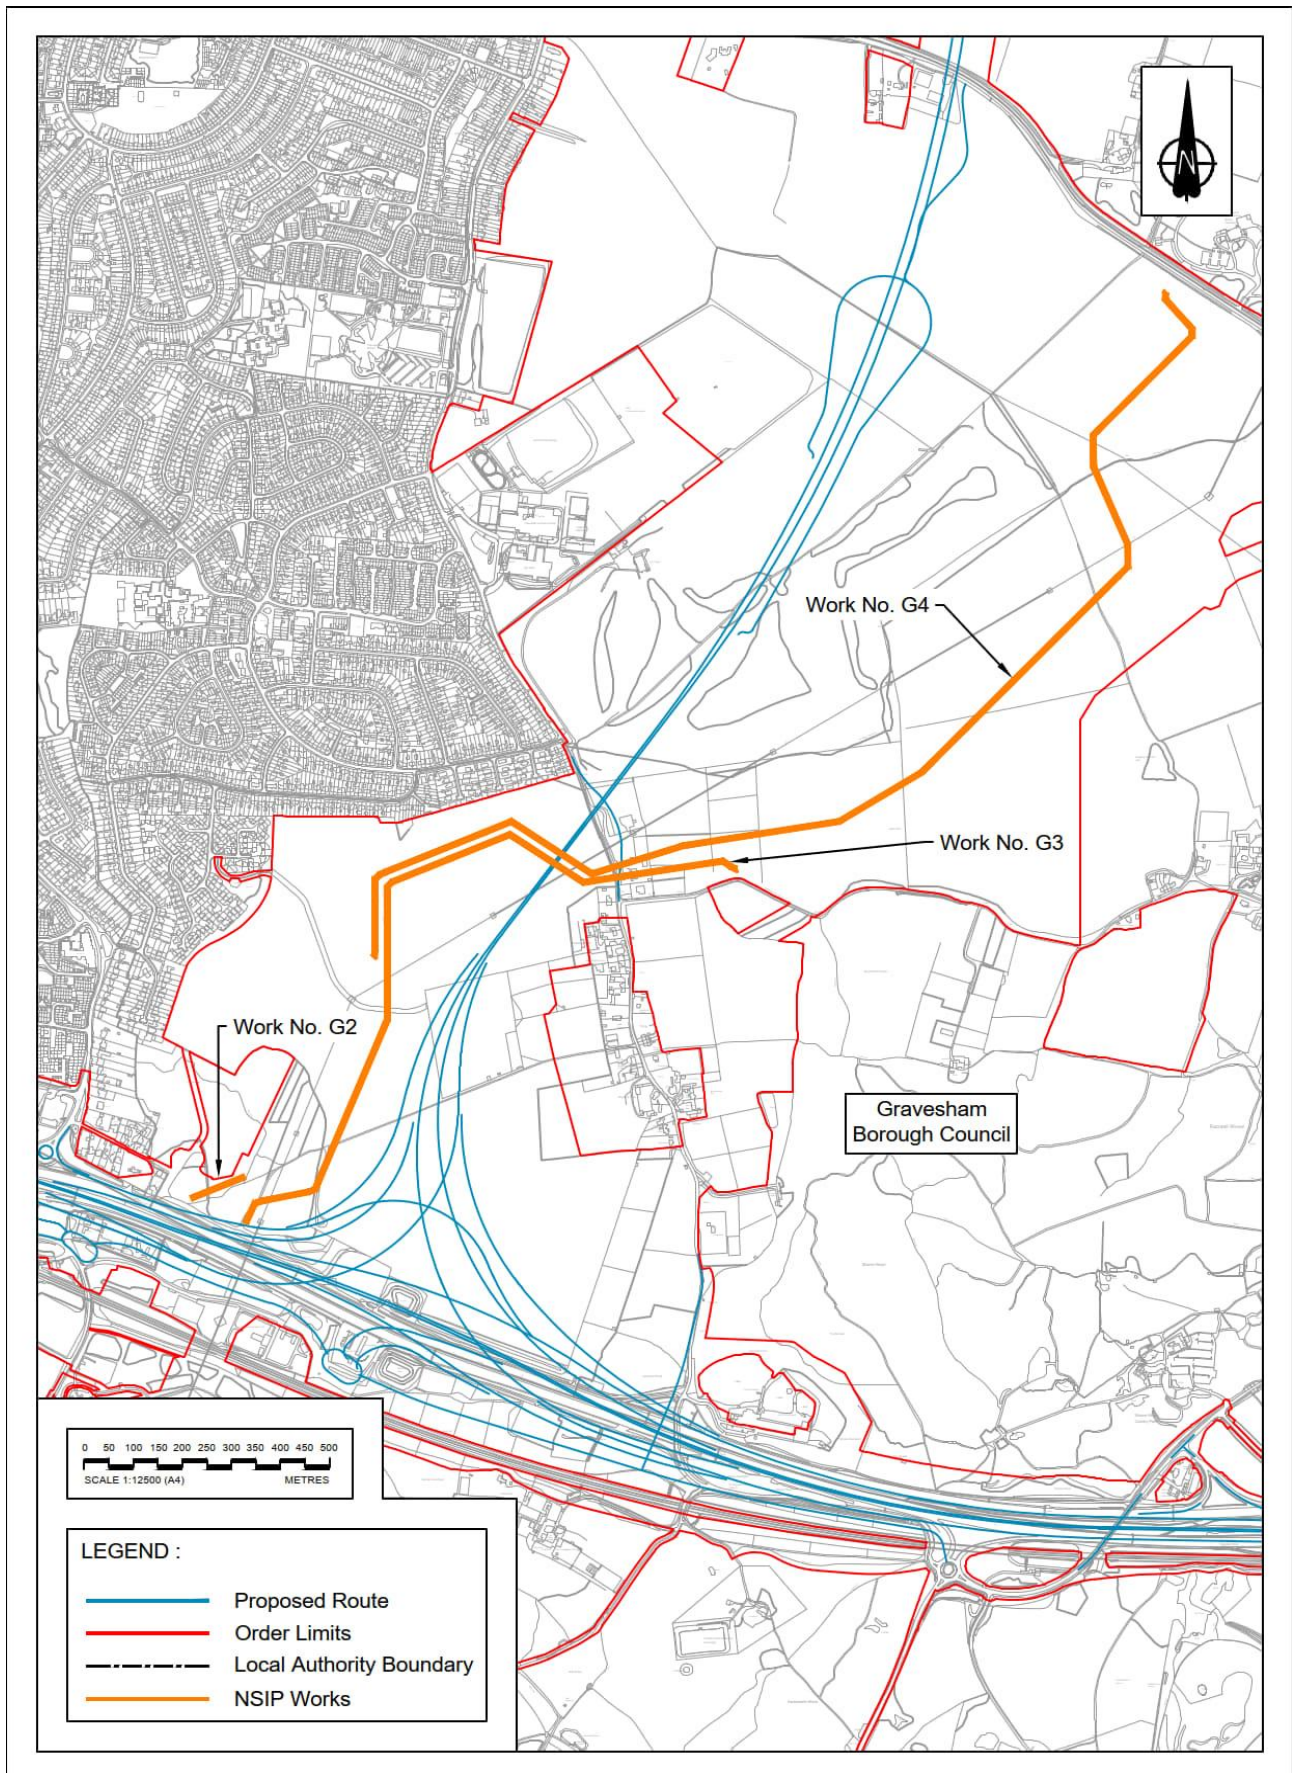 N
Work No. G4
Work No. G3
Work No. G2
Gravesham
Borough Council
0 50 100 150 200 250 300 350 400 450 500
SCALE 1:12500 (A4) METRES
LEGEND :
Proposed Route
Order Limits
Local Authority Boundary
NSIP Works